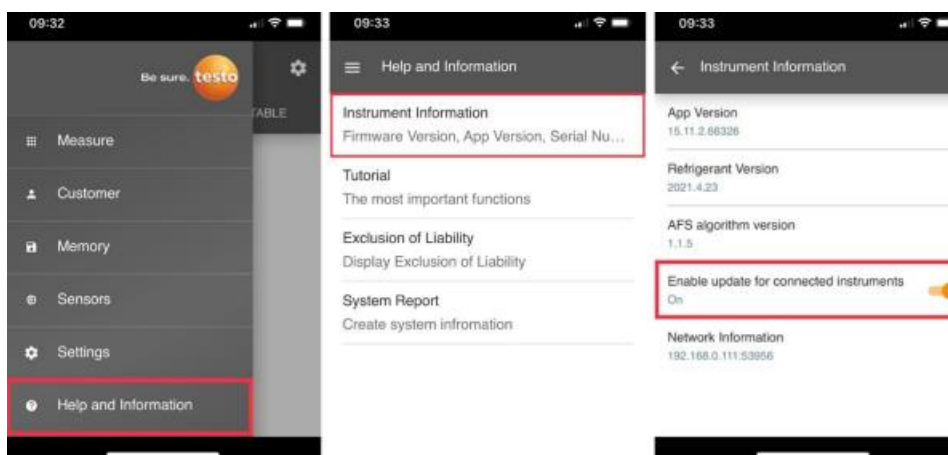 09:32
Be sure. testo
TABLE
Measure
Customer
Memory
Sensors
Settings
Help and Information
09:33
Help and Information
Instrument Information
Firmware Version, App Version, Serial Nu...
Tutorial
The most important functions
Exclusion of Liability
Display Exclusion of Liability
System Report
Create system infromation
09:33
Instrument Information
App Version
15.11.2.66326
Refrigerant Version
2021.4.23
AFS algorithm version
1.1.5
Enable update for connected instruments
On
Network Information
192.168.0.111:53956